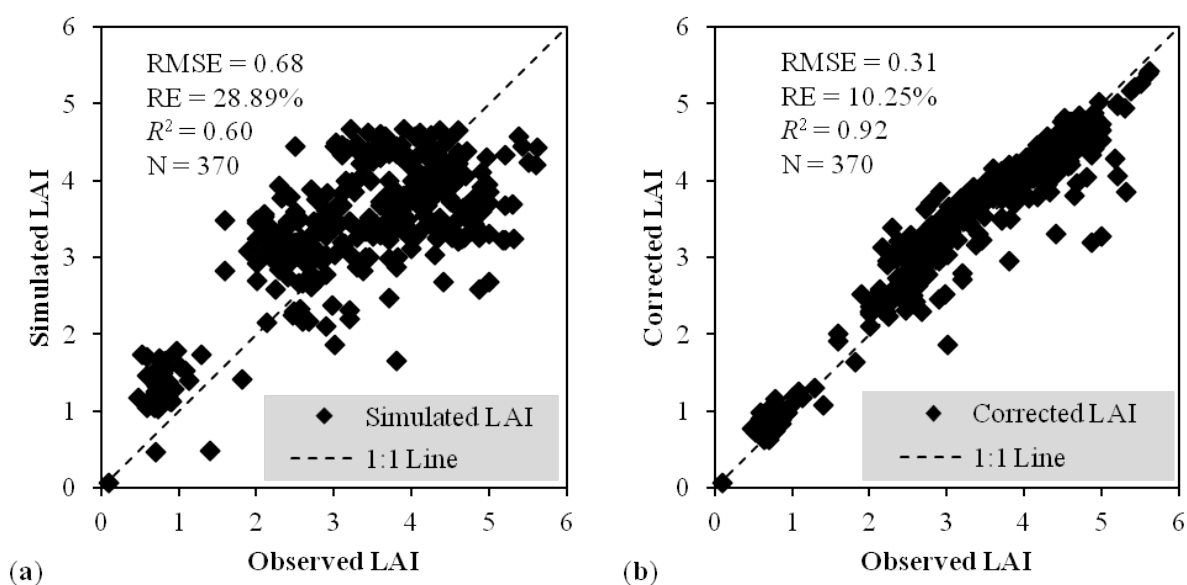 RMSE = 0.68
RE = 28.89%
R² = 0.60
N = 370
6
5
4
3
2
1
0
Simulated LAI
Simulated LAI
1:1 Line
0 1 2 3 4 5 6
Observed LAI
(a)
RMSE = 0.31
RE = 10.25%
R² = 0.92
N = 370
6
5
4
3
2
1
0
Corrected LAI
Corrected LAI
1:1 Line
0 1 2 3 4 5 6
Observed LAI
(b)